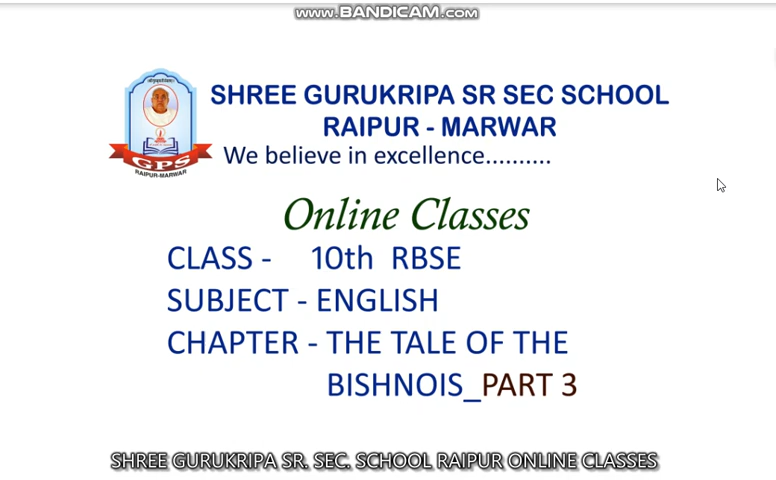 www.BANDICAM.com
SHREE GURUKRIPA SR SEC SCHOOL
RAIPUR - MARWAR
We believe in excellence..........
GPS
RAIPUR-MARWAR
Online Classes
CLASS - 10th RBSE
SUBJECT - ENGLISH
CHAPTER - THE TALE OF THE
BISHNOIS_PART 3
SHREE GURUKRIPA SR. SEC. SCHOOL RAIPUR ONLINE CLASSES